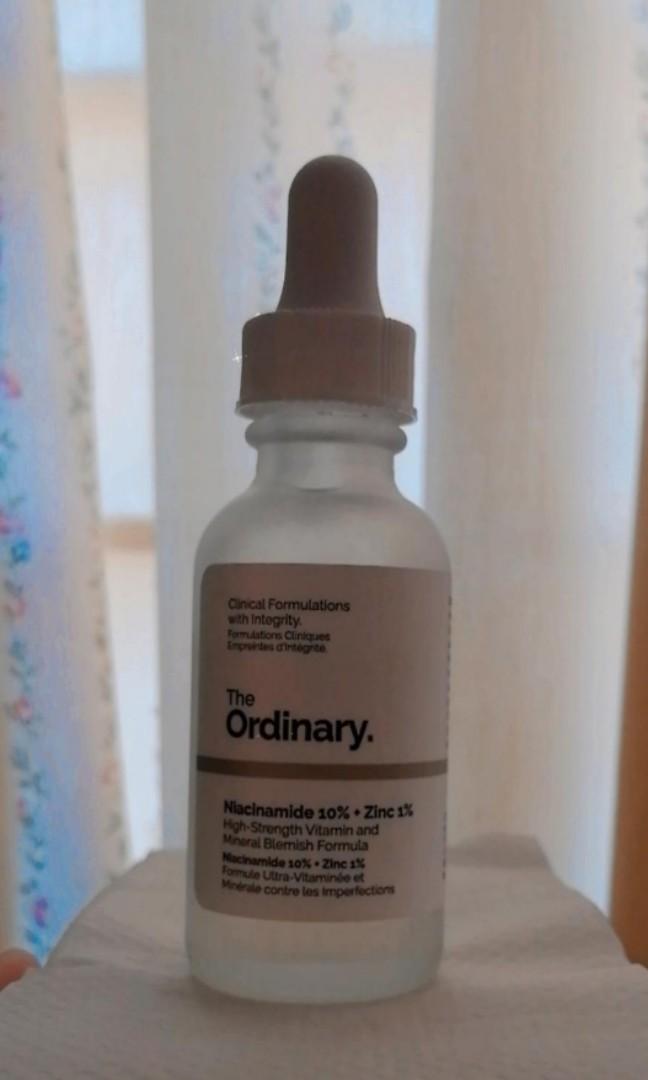 Clinical Formulations
with Integrity.
Formulations Cliniques
Empreintes d'Intégrité.
The
Ordinary.
Niacinamide 10% + Zinc 1%
High-Strength Vitamin and
Mineral Blemish Formula
Niacinamide 10% + Zinc 1%
Formule Ultra-Vitaminée et
Minérale contre les Imperfections